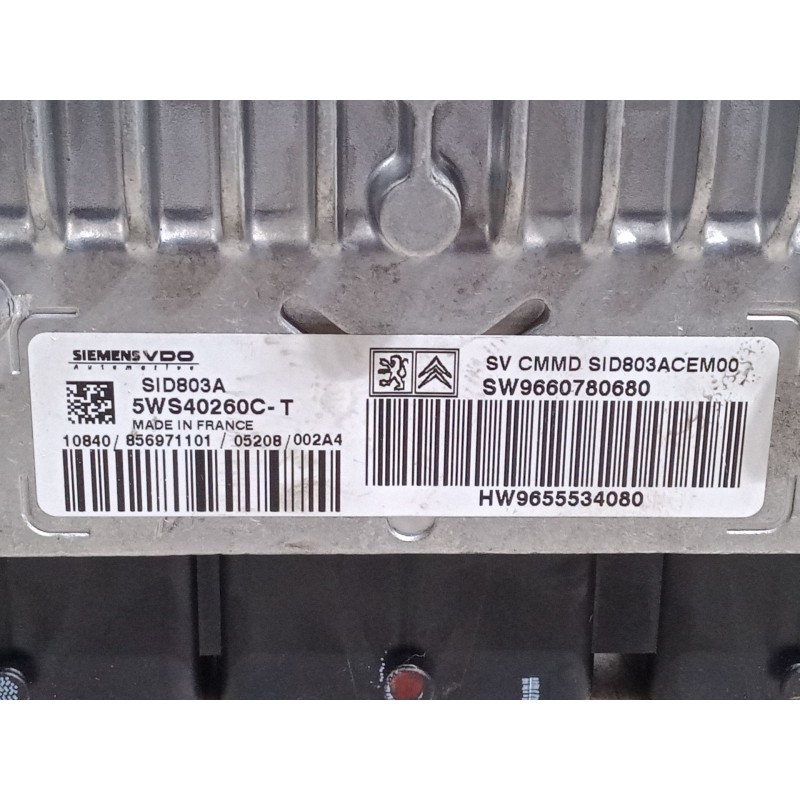 SIEMENS VDO
Automotive
SID803A
5WS40260C-T
MADE IN FRANCE
10840/ 856971101 / 05208 / 002A4
SV CMMD SID803ACEM00
SW9660780680
HW9655534080